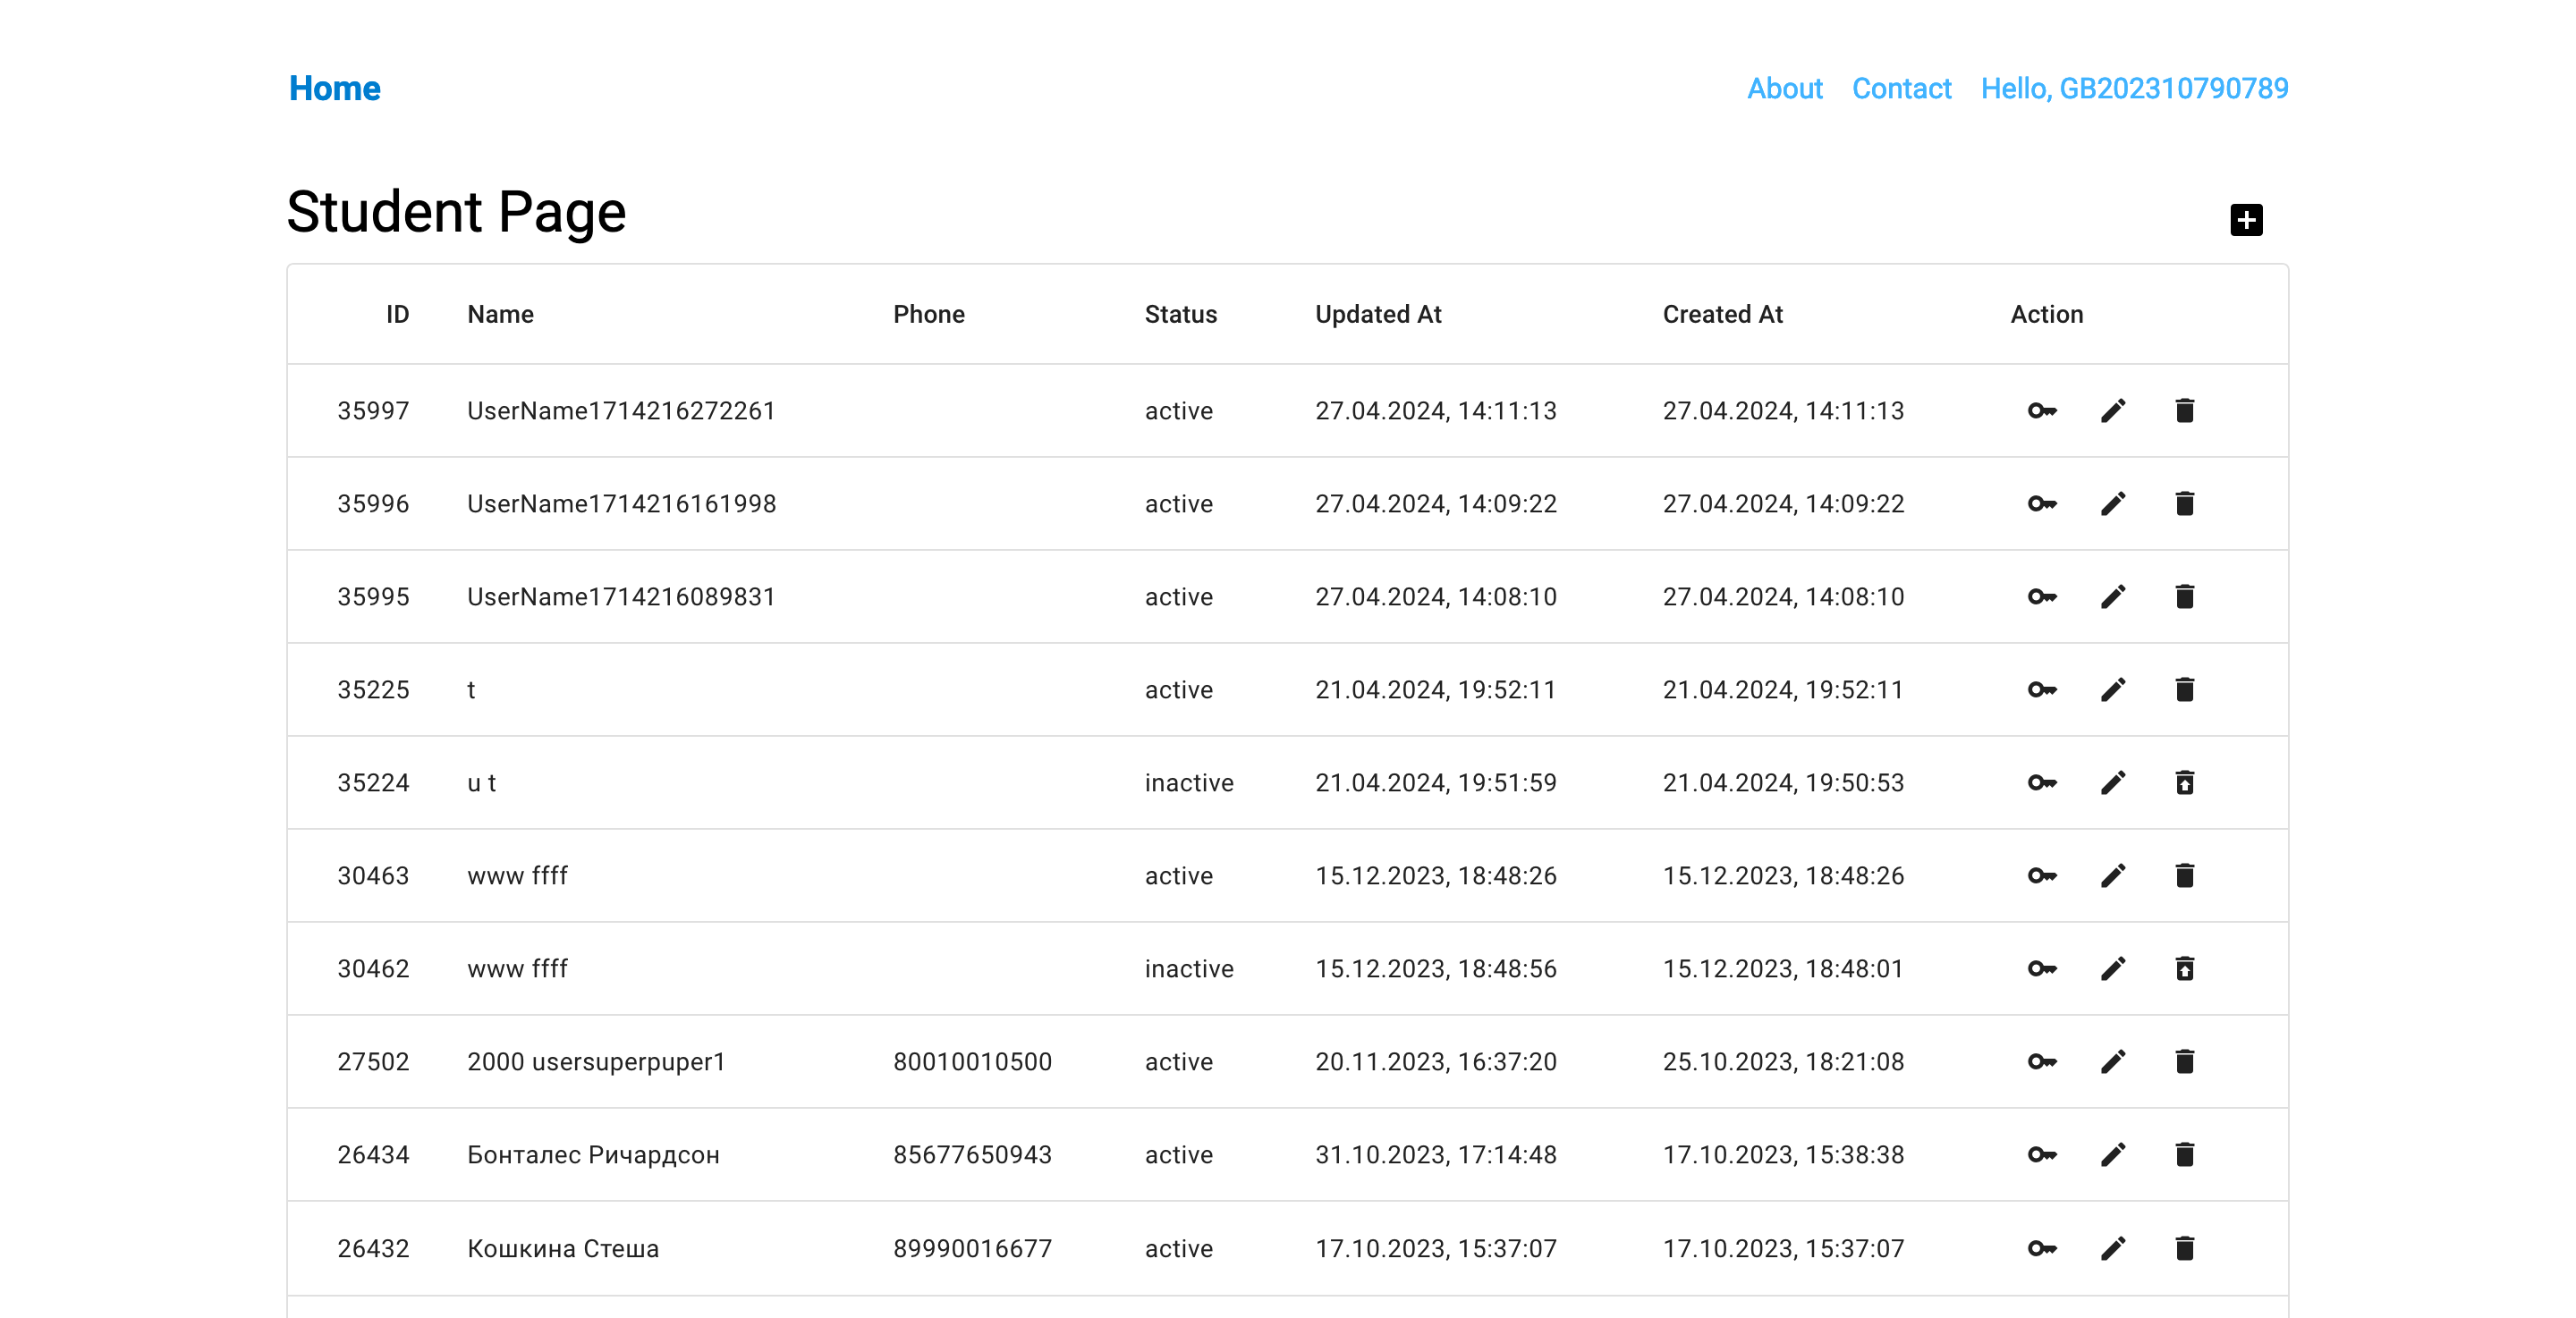 Home About Contact Hello, GB202310790789
Student Page
ID Name Phone Status Updated At Created At Action
35997 UserName1714216272261 active 27.04.2024, 14:11:13 27.04.2024, 14:11:13
35996 UserName1714216161998 active 27.04.2024, 14:09:22 27.04.2024, 14:09:22
35995 UserName1714216089831 active 27.04.2024, 14:08:10 27.04.2024, 14:08:10
35225 t active 21.04.2024, 19:52:11 21.04.2024, 19:52:11
35224 u t inactive 21.04.2024, 19:51:59 21.04.2024, 19:50:53
30463 www ffff active 15.12.2023, 18:48:26 15.12.2023, 18:48:26
30462 www ffff inactive 15.12.2023, 18:48:56 15.12.2023, 18:48:01
27502 2000 usersuperpuper1 80010010500 active 20.11.2023, 16:37:20 25.10.2023, 18:21:08
26434 Бонталес Ричардсон 85677650943 active 31.10.2023, 17:14:48 17.10.2023, 15:38:38
26432 Кошкина Стеша 89990016677 active 17.10.2023, 15:37:07 17.10.2023, 15:37:07